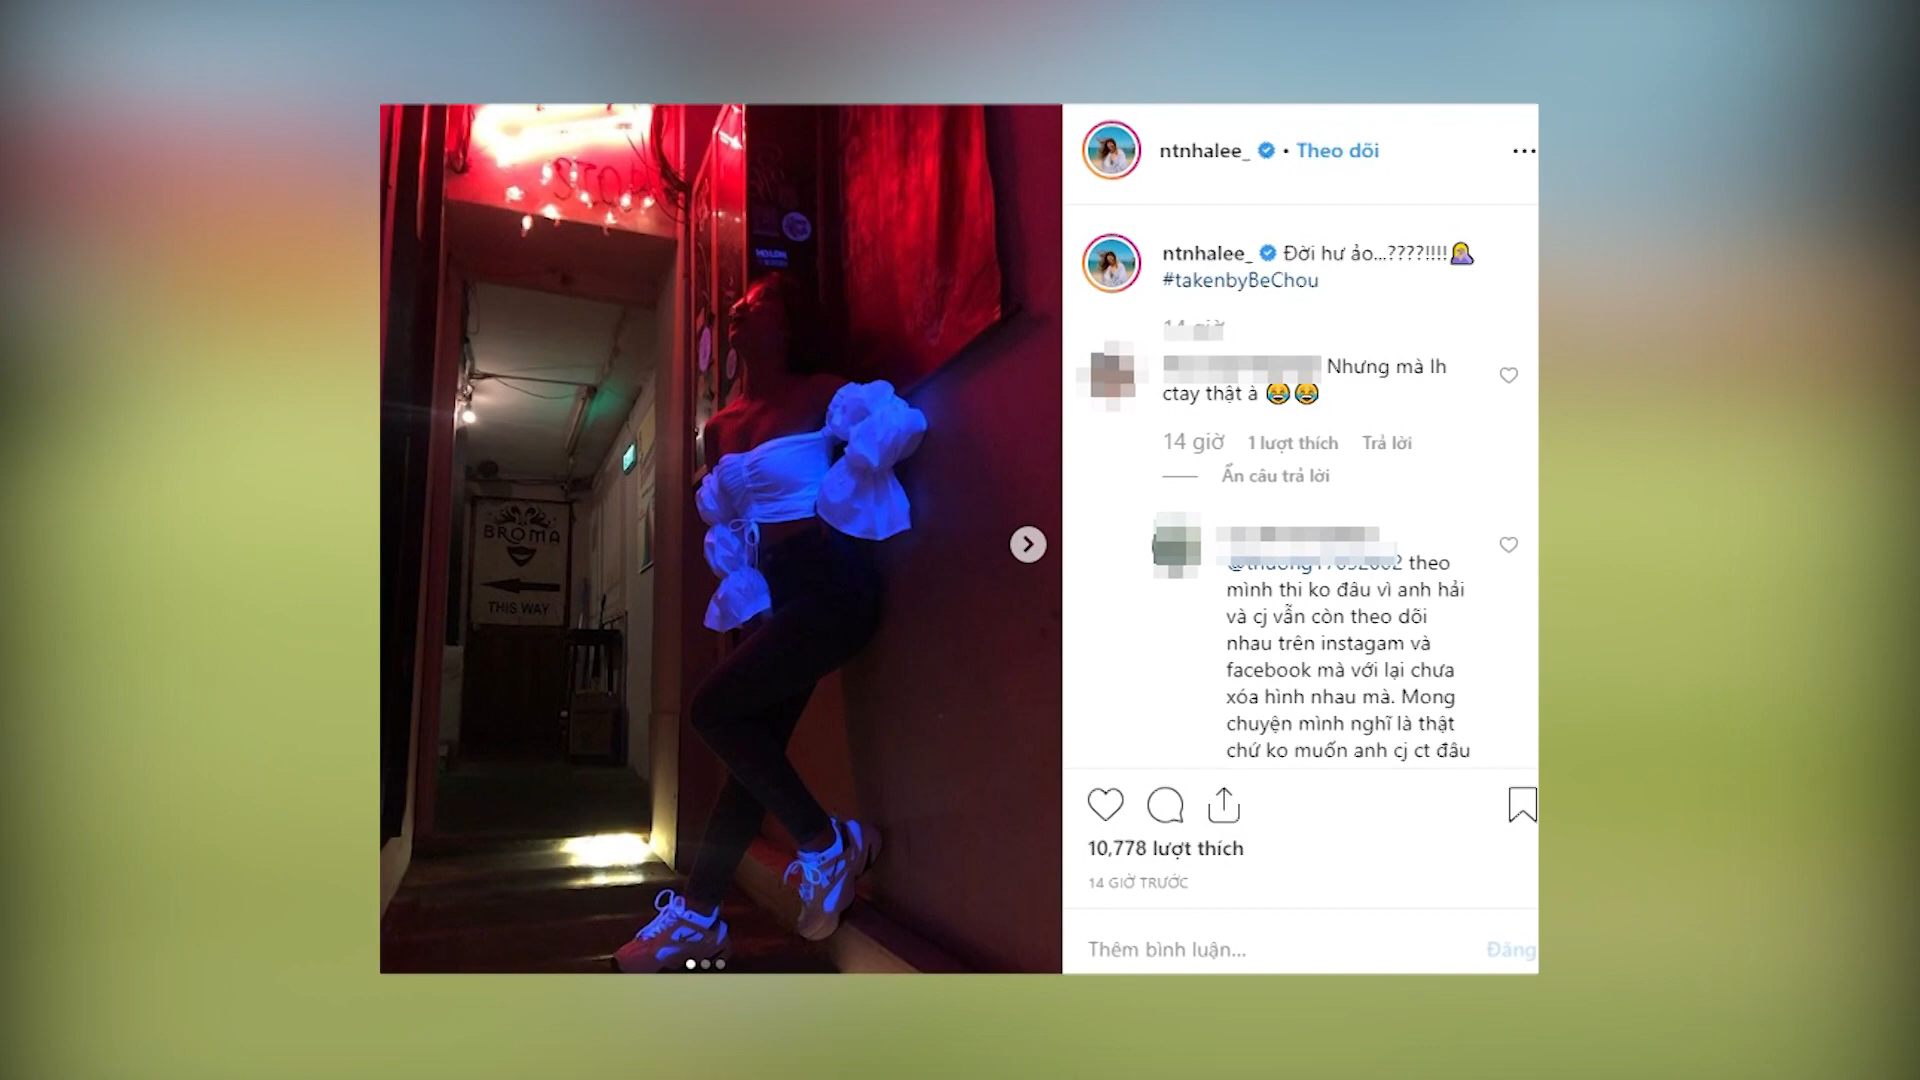 BROMA
THIS WAY
ntnhalee_ • Theo dõi
ntnhalee_ Đời hư ảo...????!!!!
#takenbyBeChou
14 giờ
Nhưng mà lh
ctay thật à 😂😂
14 giờ 1 lượt thích Trả lời
Ẩn câu trả lời
theo
mình thi ko đâu vì anh hải
và cj vẫn còn theo dõi
nhau trên instagam và
facebook mà với lại chưa
xóa hình nhau mà. Mong
chuyện mình nghĩ là thật
chứ ko muốn anh cj ct đâu
10,778 lượt thích
14 GIỜ TRƯỚC
Thêm bình luận...
Đăng